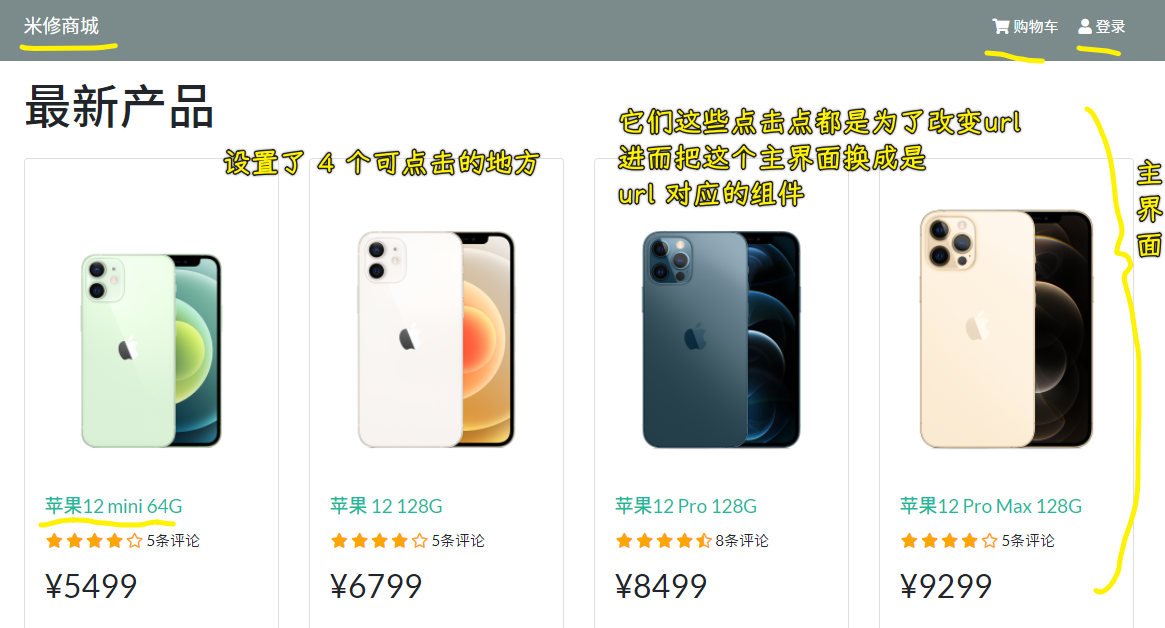 米修商城
购物车 登录
最新产品
设置了 4 个可点击的地方
它们这些点击点都是为了改变url
进而把这个主界面换成是
url 对应的组件
主界面
苹果12 mini 64G
5条评论
¥5499
苹果 12 128G
5条评论
¥6799
苹果12 Pro 128G
8条评论
¥8499
苹果12 Pro Max 128G
5条评论
¥9299